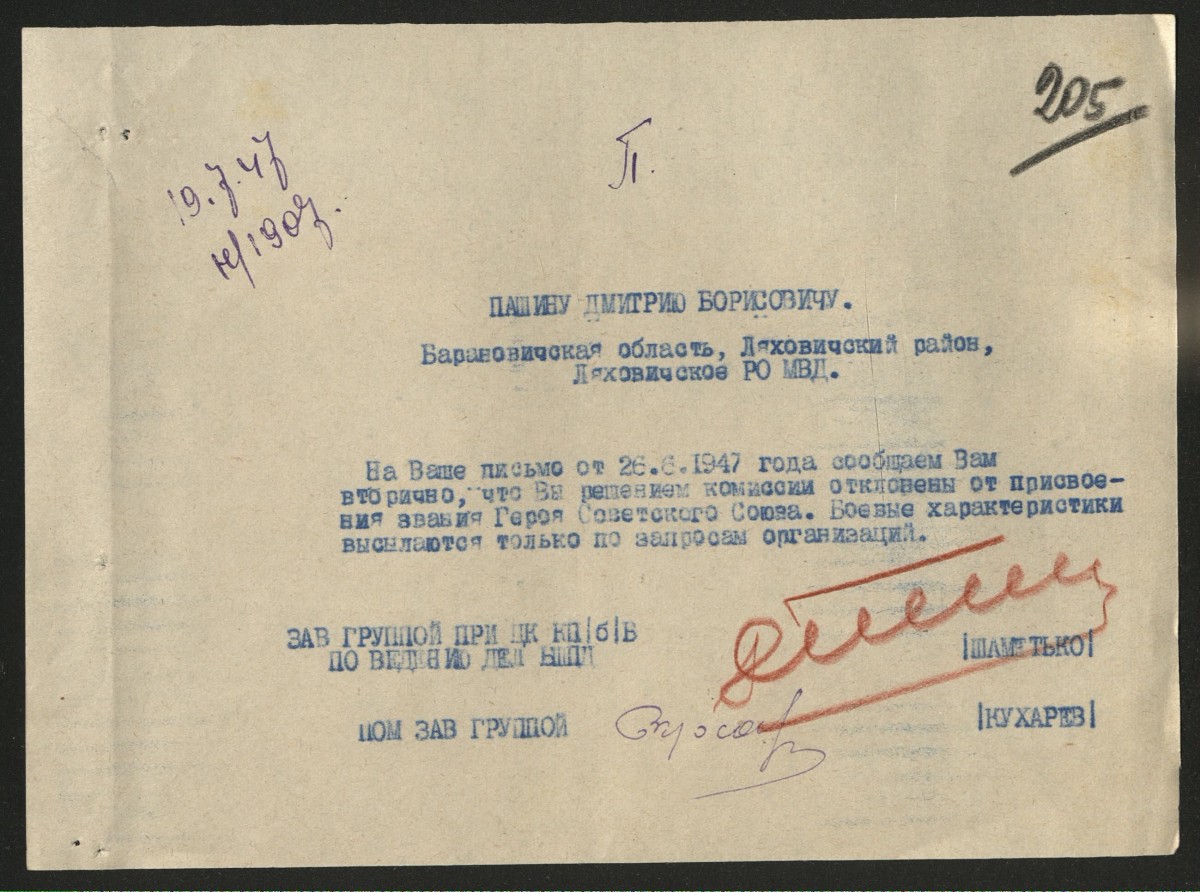 205
П.
19.7.47
н/1907.
ПАШИНУ ДМИТРИЮ БОРИСОВИЧУ.
Барановичская область, Ляховичский район,
Ляховичское РО МВД.
На Ваше письмо от 26.6.1947 года сообщаем Вам
вторично, что Вы решением комиссии отклонены от присвое-
ния звания Героя Советского Союза. Боевые характеристики
высылаются только по запросам организаций.
ЗАВ ГРУППОЙ ПРИ ЦК КП|б|Б
ПО ВЕДЕНИЮ ДЕЛ БШПД
|ШАМЕТЬКО|
ПОМ ЗАВ ГРУППОЙ
|КУХАРЕВ|